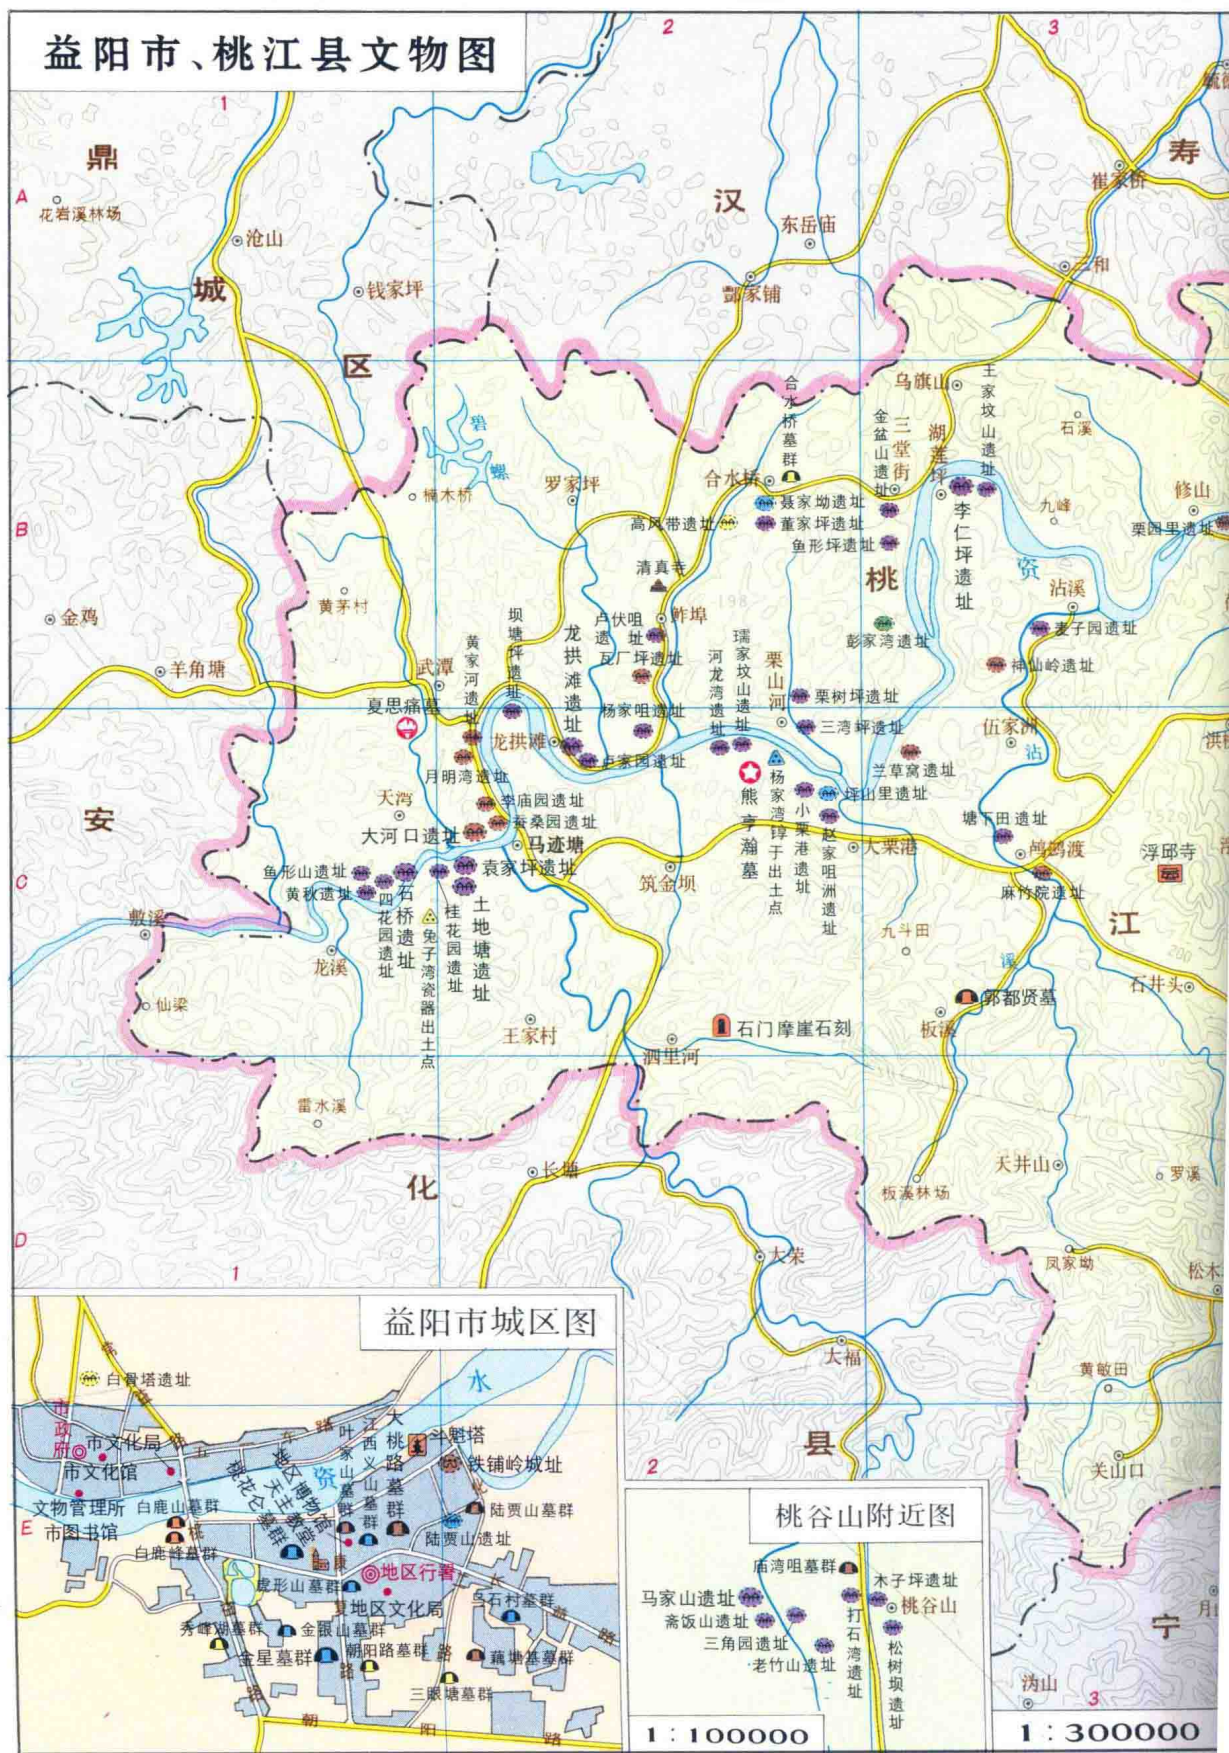 益阳市、桃江县文物图
1
2
3
A
B
C
D
E
鼎
城
区
汉
寿
安
化
县
桃
江
宁
花岩溪林场
沧山
钱家坪
东岳庙
酆家铺
崔家桥
三和
乌旗山
王家坟山遗址
石溪
合水桥墓群
金盆山遗址
三堂街
湖莲坪
碧
螺
罗家坪
楠木桥
合水桥
聂家坳遗址
高风带遗址
董家坪遗址
鱼形坪遗址
李仁坪遗址
九峰
修山
栗园里遗址
资
清真寺
黄茅村
金鸡
羊角塘
武潭
黄家河遗址
坝塘坪遗址
龙拱滩遗址
卢伏咀遗址
鲊埠
瓦厂坪遗址
河龙湾遗址
瑶家坟山遗址
栗山河
彭家湾遗址
沾溪
麦子园遗址
神仙岭遗址
栗树坪遗址
夏思痛墓
杨家咀遗址
三湾坪遗址
伍家洲
龙拱滩
卢家园遗址
月明湾遗址
兰草窝遗址
沾
溪
天湾
李庙园遗址
蚕桑园遗址
大河口遗址
马迹塘
熊亨瀚墓
杨家湾錞于出土点
小栗港遗址
坪山里遗址
赵家咀洲遗址
大栗港
塘下田遗址
鸬鹚渡
浮邱寺
麻竹院遗址
鱼形山遗址
黄秋遗址
四花园遗址
石桥遗址
兔子湾瓷器出土点
桂花园遗址
袁家坪遗址
土地塘遗址
筑金坝
敷溪
龙溪
仙梁
九斗田
石井头
郭都贤墓
板溪
王家村
石门摩崖石刻
泗里河
雷水溪
长塘
天井山
罗溪
板溪林场
大荣
凤家坳
松木
大福
黄敏田
关山口
沩山
益阳市城区图
白骨塔遗址
市政府
市文化局
市文化馆
文物管理所
市图书馆
白鹿山墓群
白鹿峰墓群
桃花仑墓群
天主教堂
地区博物馆
叶家山墓群
江西义山墓群
大桃路墓群
斗魁塔
铁铺岭城址
陆贾山墓群
陆贾山遗址
水
资
地区行署
地区文化局
虎形山墓群
乌石村墓群
秀峰湖墓群
金银山墓群
金星墓群
朝阳路墓群
藕塘基墓群
三眼塘墓群
朝
阳
路
桃谷山附近图
庙湾咀墓群
马家山遗址
斋饭山遗址
三角园遗址
老竹山遗址
打石湾遗址
木子坪遗址
桃谷山
松树坝遗址
1：100000
1：300000